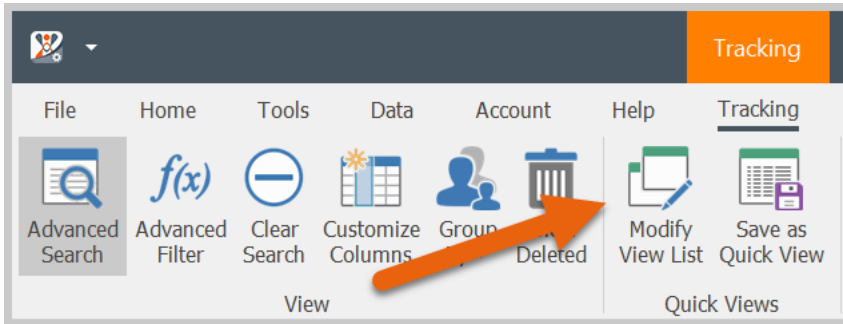 Tracking
File Home Tools Data Account Help Tracking
f(x)
Advanced Advanced Clear Customize Group Modify Save as
Search Filter Search Columns Deleted View List Quick View
View Quick Views